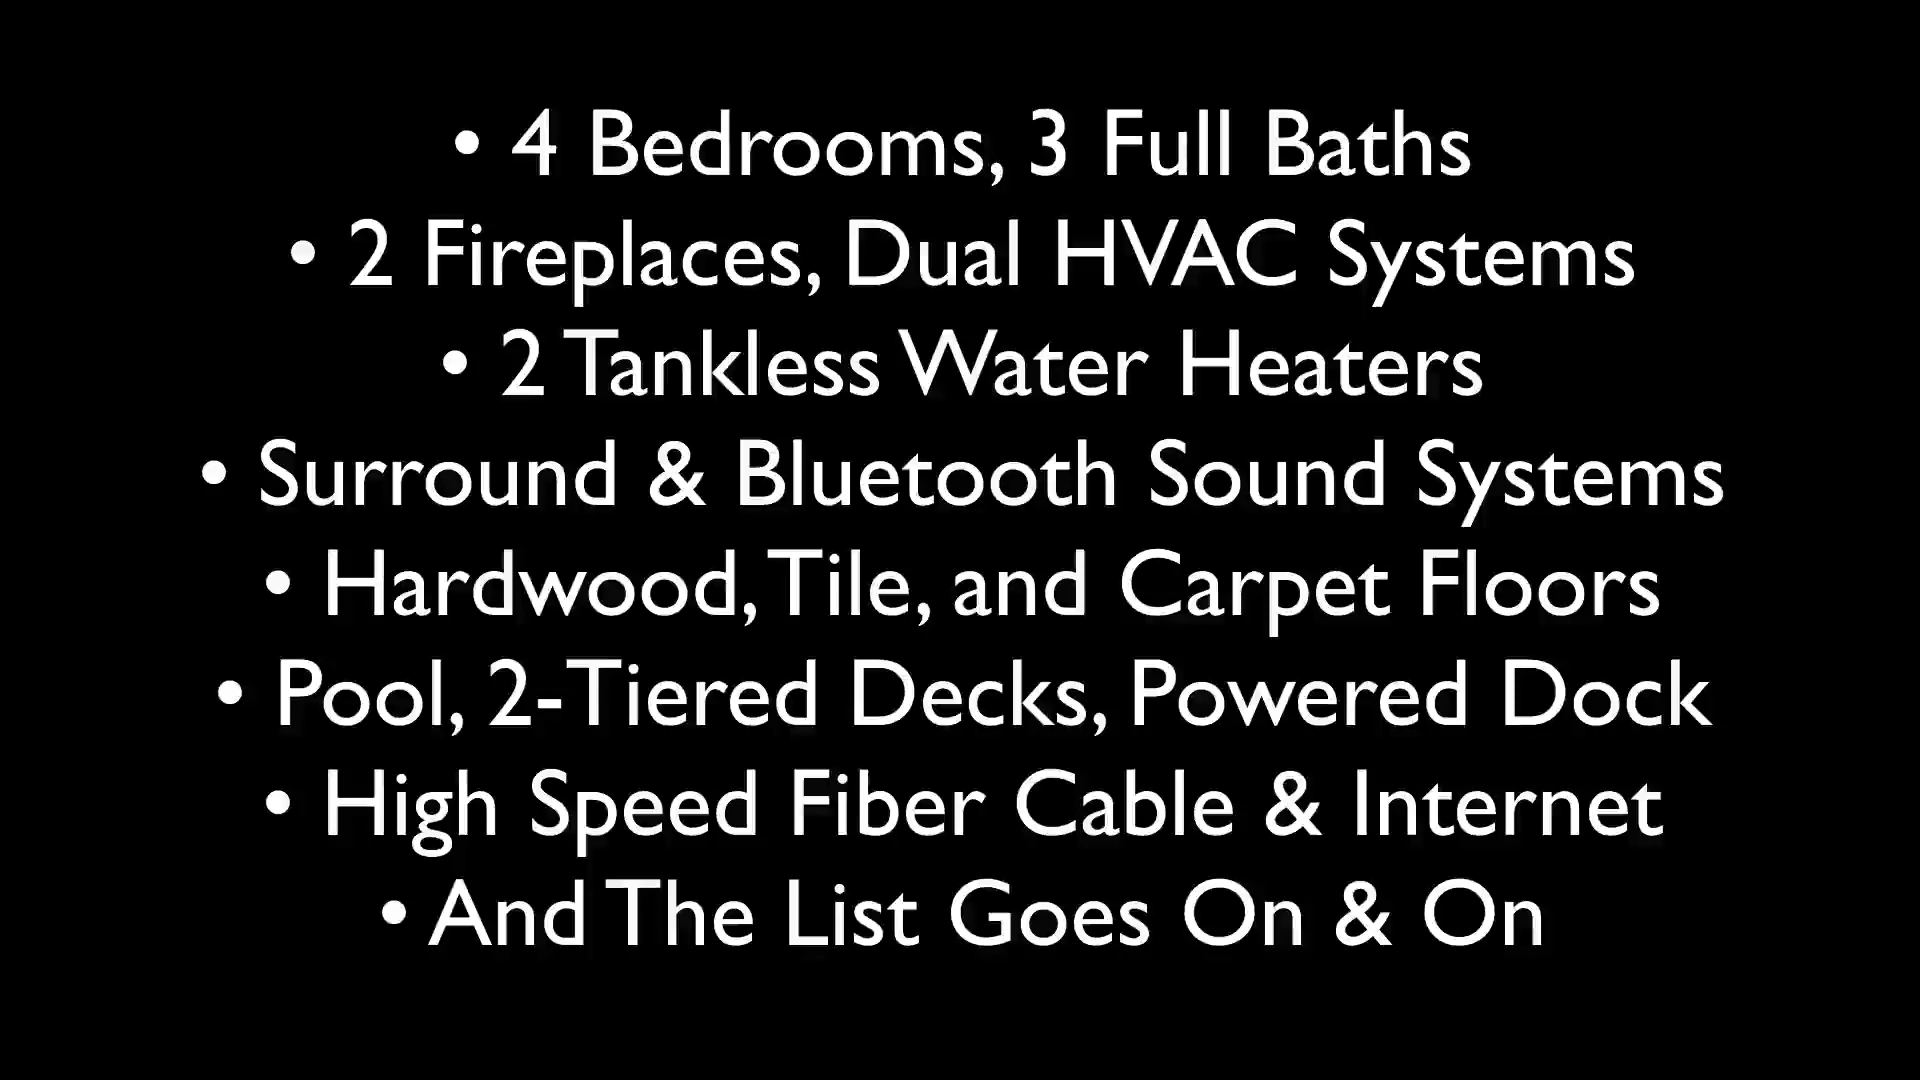 • 4 Bedrooms, 3 Full Baths
• 2 Fireplaces, Dual HVAC Systems
• 2 Tankless Water Heaters
• Surround & Bluetooth Sound Systems
• Hardwood, Tile, and Carpet Floors
• Pool, 2-Tiered Decks, Powered Dock
• High Speed Fiber Cable & Internet
• And The List Goes On & On